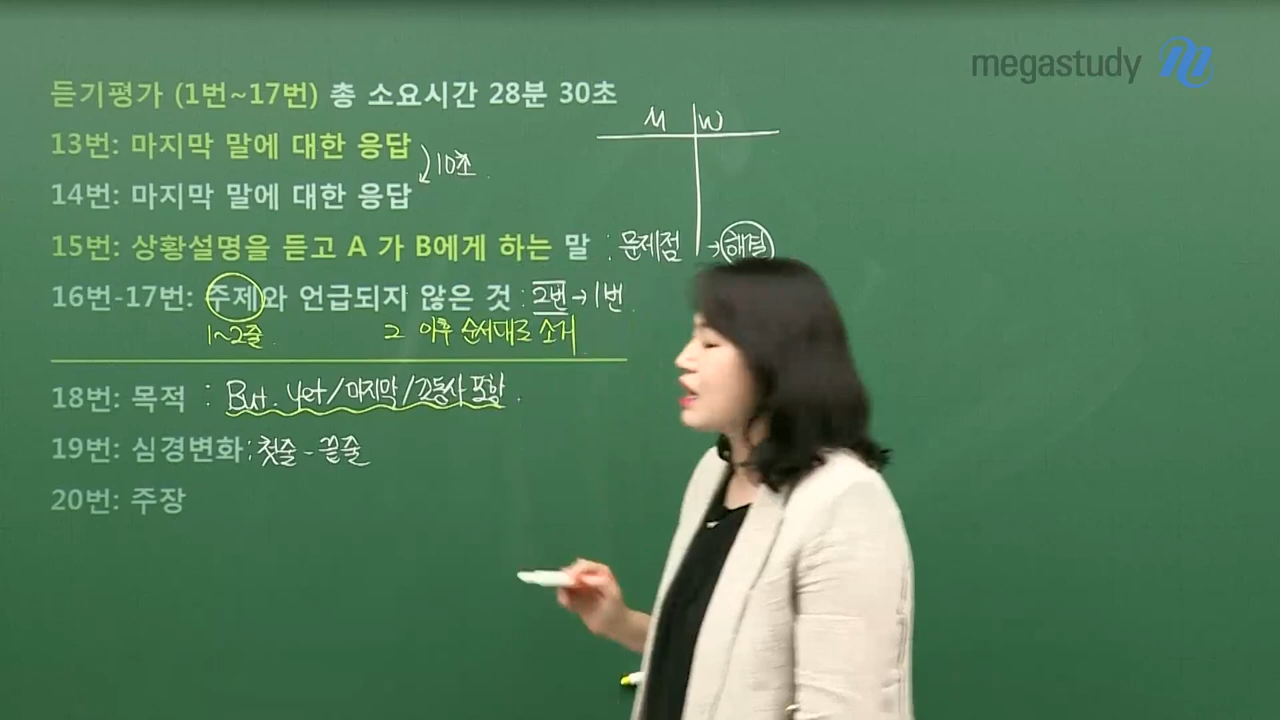 megastudy
듣기평가 (1번~17번) 총 소요시간 28분 30초
M W
13번: 마지막 말에 대한 응답
10초
14번: 마지막 말에 대한 응답
15번: 상황설명을 듣고 A 가 B에게 하는 말 : 문제점 → 해결
16번-17번: 주제와 언급되지 않은 것 : 2번 → 1번
1~2줄 2 이후 순서대로 소개
18번: 목적 : But. yet / 마지막 / 고동사 포함
19번: 심경변화 : 첫줄 - 끝줄
20번: 주장